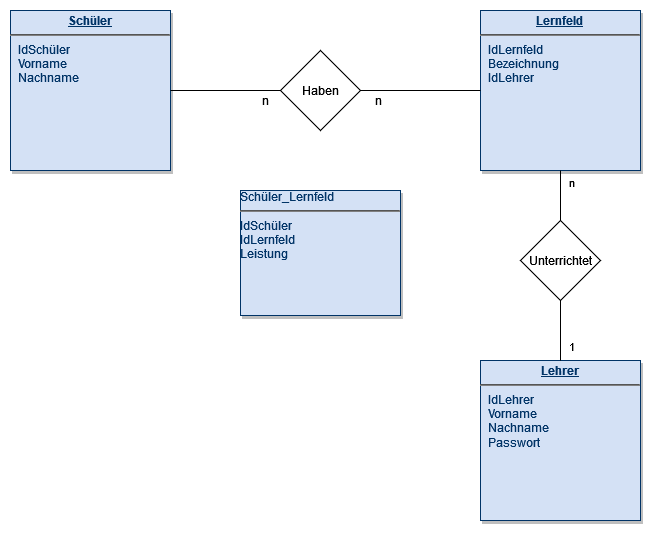 Schüler
IdSchüler
Vorname
Nachname
Haben
n
n
Lernfeld
IdLernfeld
Bezeichnung
IdLehrer
Schüler_Lernfeld
IdSchüler
IdLernfeld
Leistung
n
Unterrichtet
1
Lehrer
IdLehrer
Vorname
Nachname
Passwort